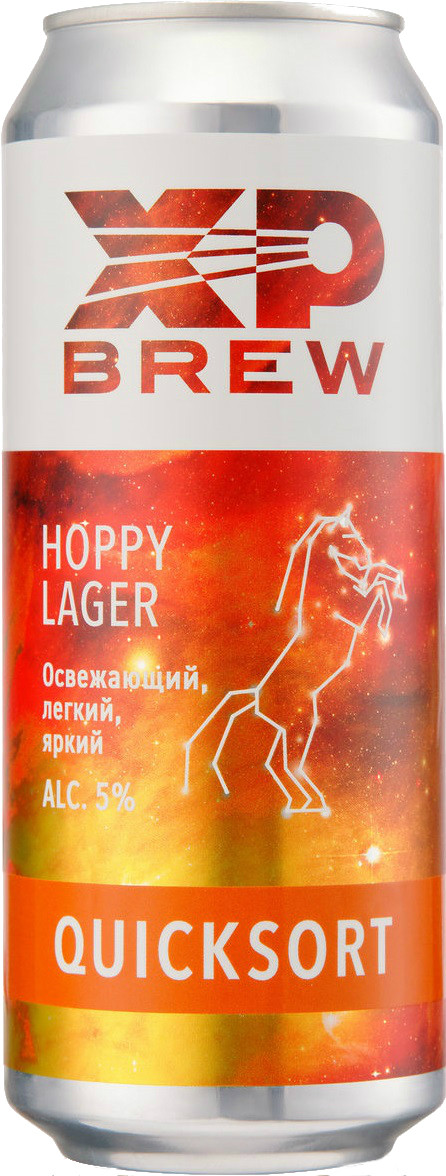 XP
BREW
HOPPY
LAGER
Освежающий,
легкий,
яркий
ALC. 5%
QUICKSORT